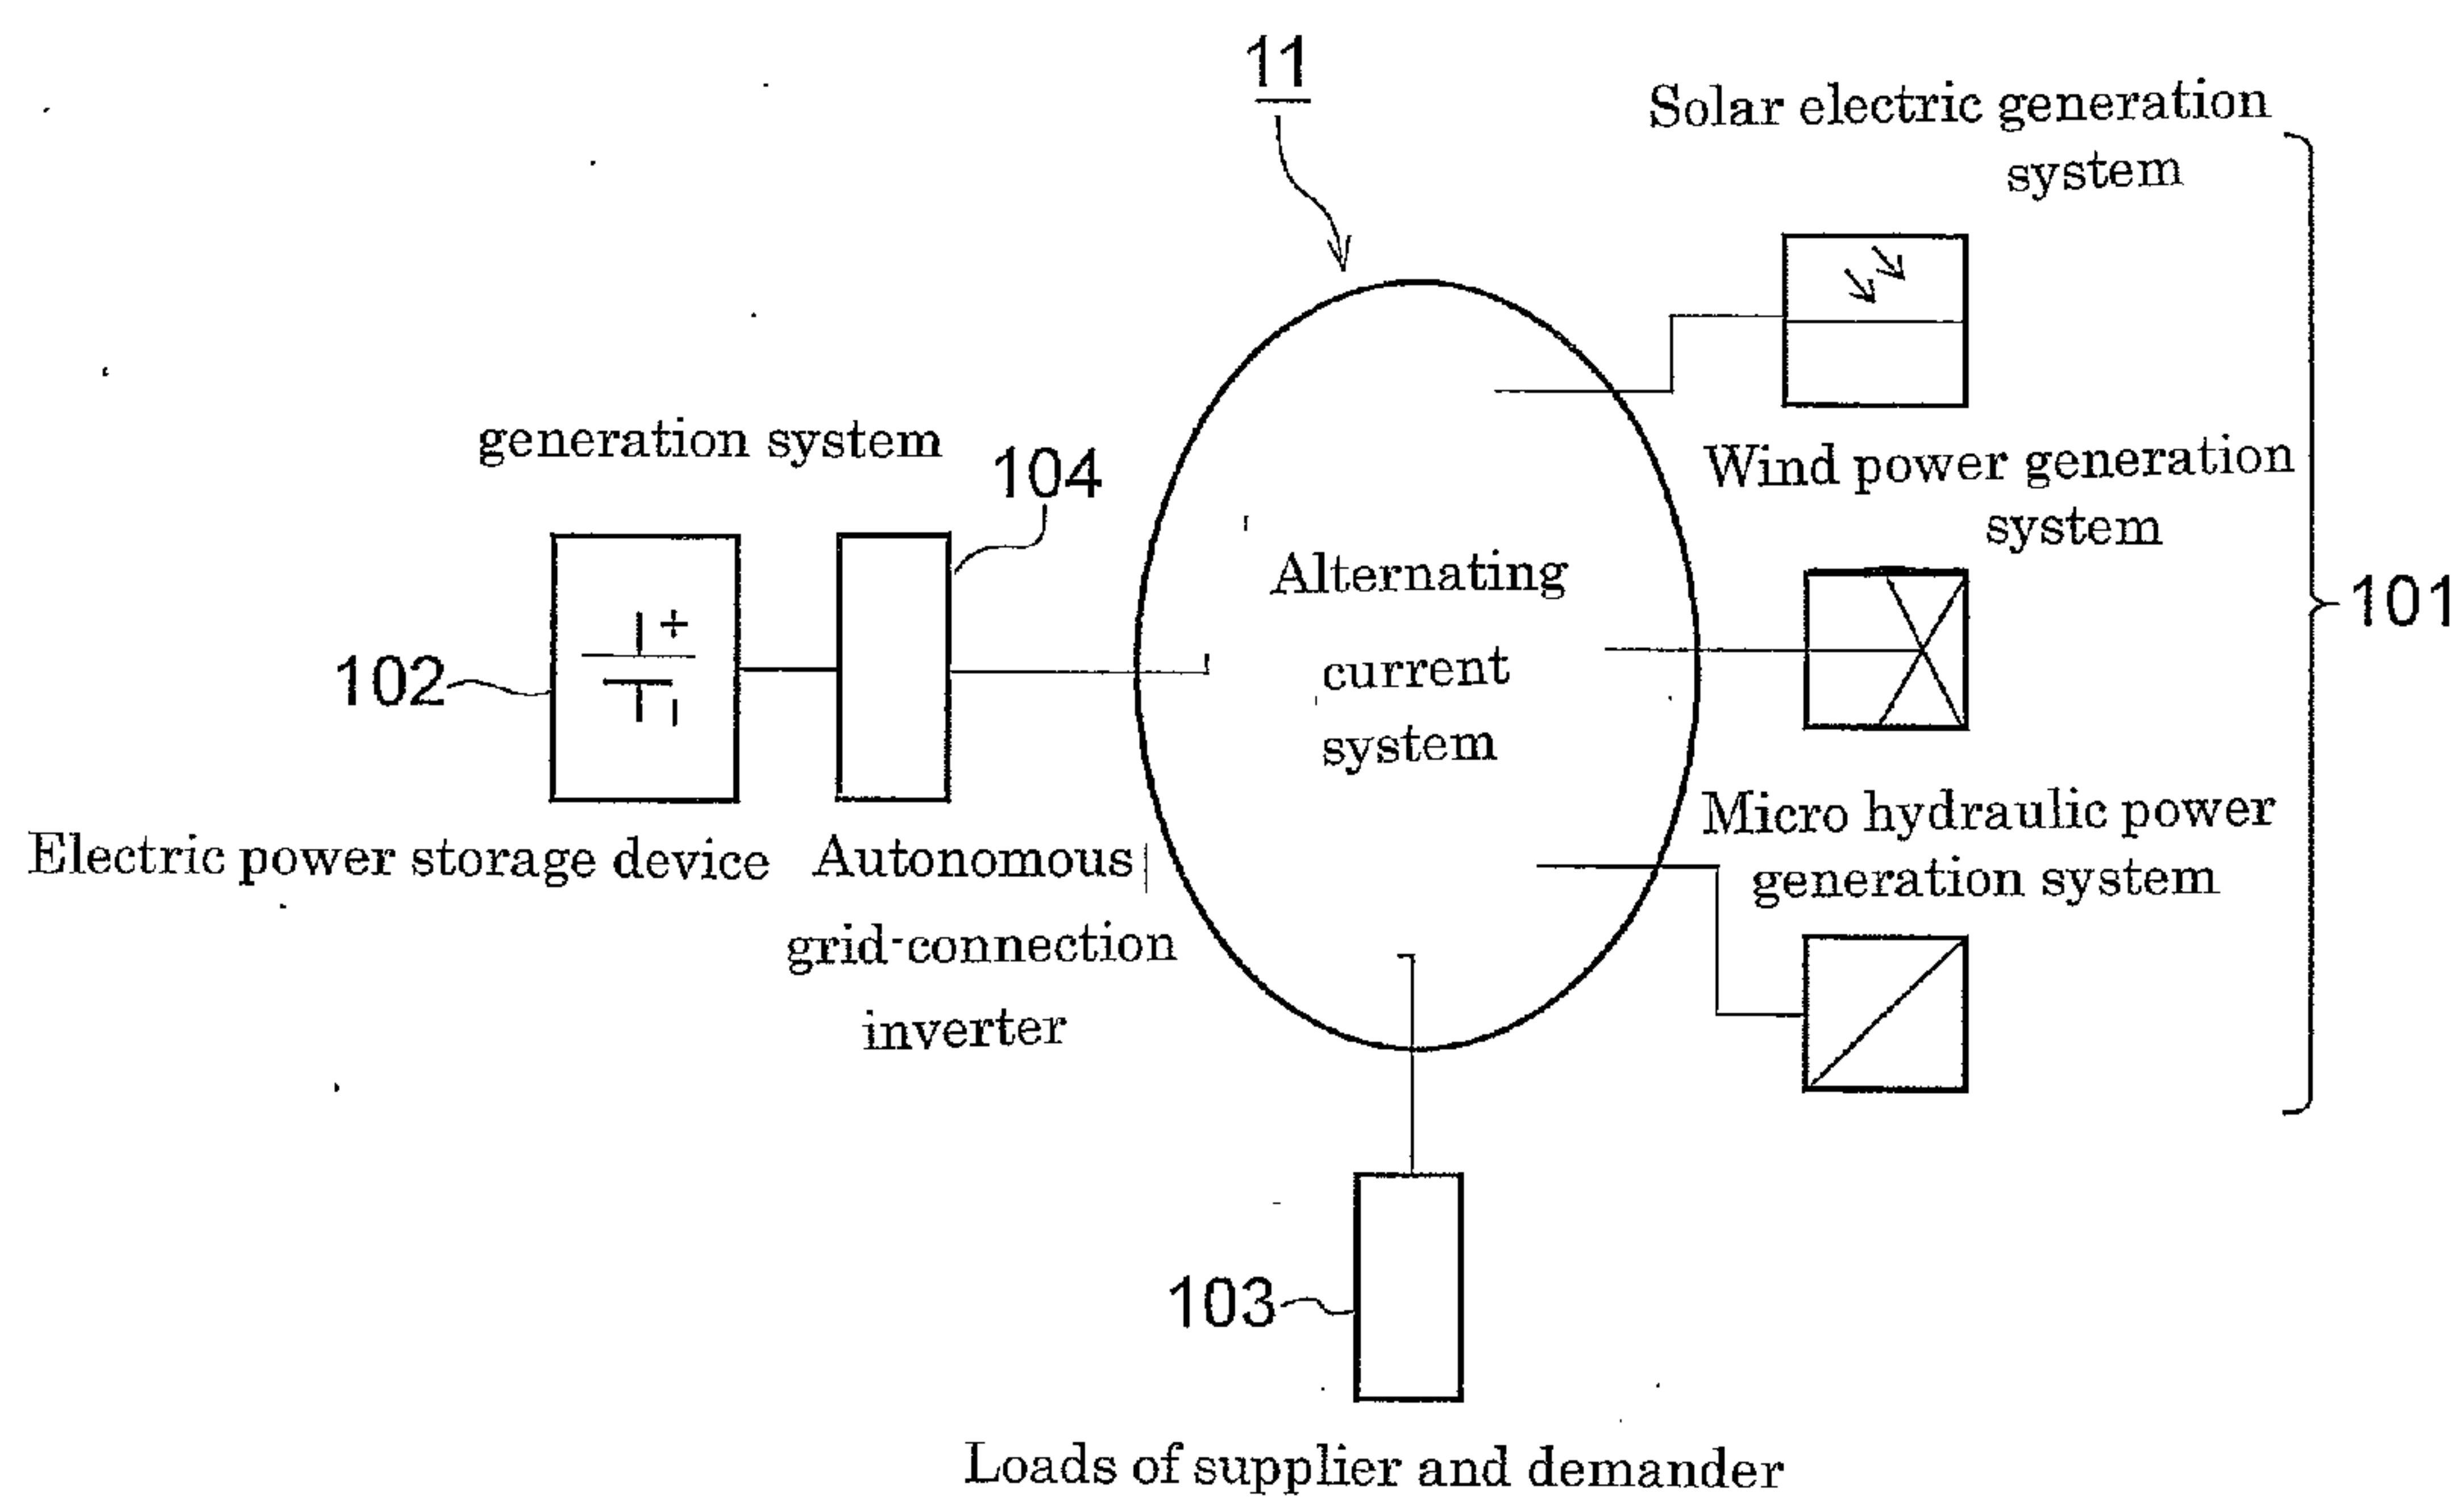 11
Solar electric generation
system
generation system
104
Wind power generation
system
Alternating
current
system
101
102
+
Micro hydraulic power
generation system
Electric power storage device
Autonomous
grid-connection
inverter
103
Loads of supplier and demander